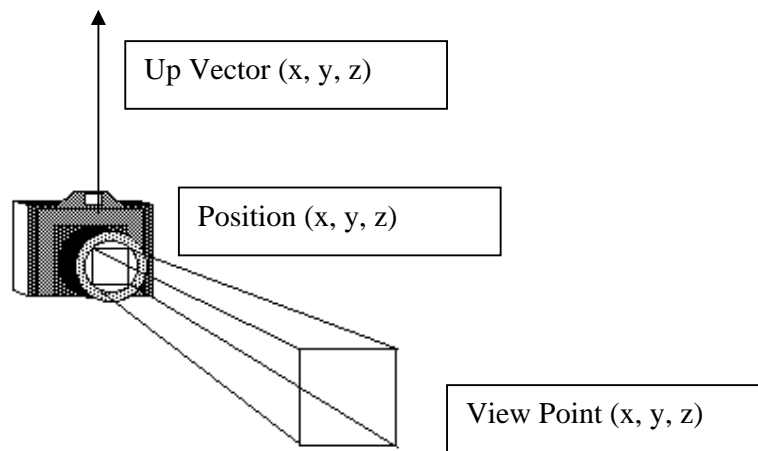 Up Vector (x, y, z)
Position (x, y, z)
View Point (x, y, z)